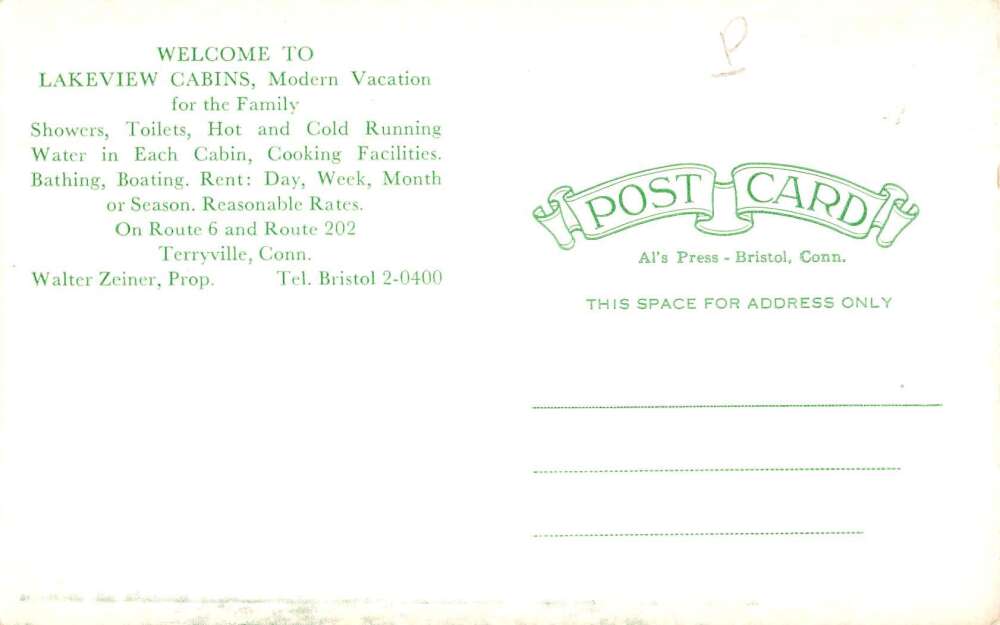 WELCOME TO
LAKEVIEW CABINS, Modern Vacation
for the Family
Showers, Toilets, Hot and Cold Running
Water in Each Cabin, Cooking Facilities.
Bathing, Boating. Rent: Day, Week, Month
or Season. Reasonable Rates.
On Route 6 and Route 202
Terryville, Conn.
Walter Zeiner, Prop. Tel. Bristol 2-0400
P
POST CARD
Al's Press - Bristol, Conn.
THIS SPACE FOR ADDRESS ONLY